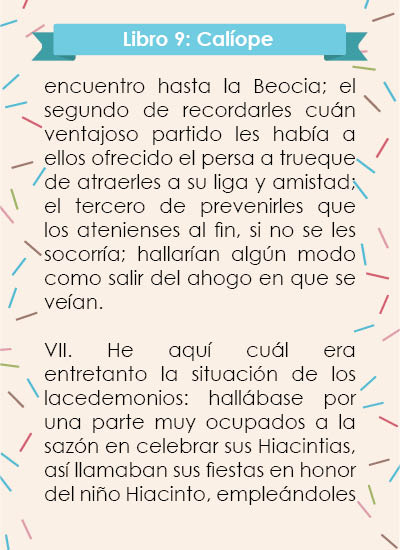 Libro 9: Calíope
encuentro hasta la Beocia; el
segundo de recordarles cuán
ventajoso partido les había a
ellos ofrecido el persa a trueque
de atraerles a su liga y amistad;
el tercero de prevenirles que
los atenienses al fin, si no se les
socorría; hallarían algún modo
como salir del ahogo en que se
veían.
VII. He aquí cuál era
entretanto la situación de los
lacedemonios: hallábase por
una parte muy ocupados a la
sazón en celebrar sus Hiacintias,
así llamaban sus fiestas en honor
del niño Hiacinto, empleándoles